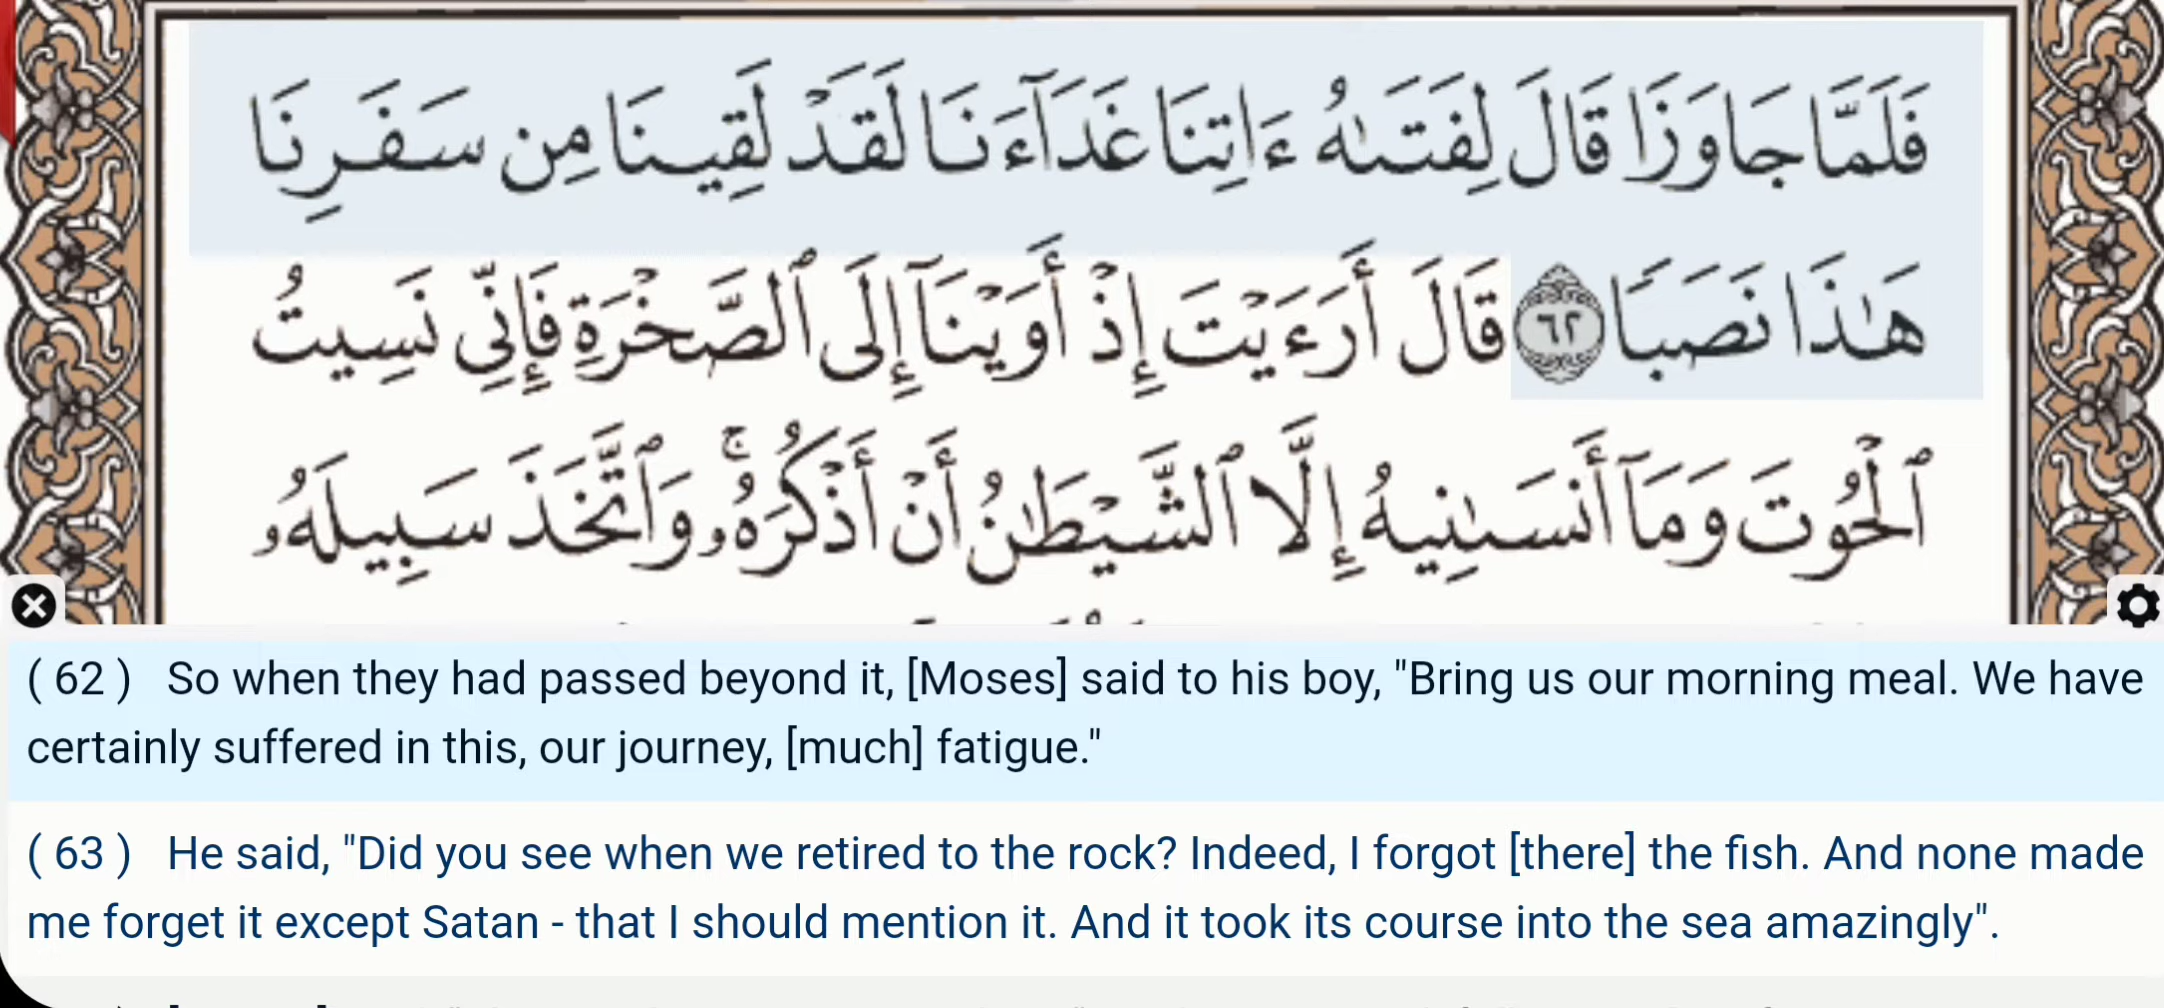 فَلَمَّا جَاوَزَا قَالَ لِفَتَىٰهُ ءَاتِنَا غَدَآءَنَا لَقَدْ لَقِينَا مِن سَفَرِنَا
هَٰذَا نَصَبًا ٦٢ قَالَ أَرَءَيْتَ إِذْ أَوَيْنَآ إِلَى ٱلصَّخْرَةِ فَإِنِّى نَسِيتُ
ٱلْحُوتَ وَمَآ أَنسَىٰنِيهُ إِلَّا ٱلشَّيْطَٰنُ أَنْ أَذْكُرَهُۥ ۚ وَٱتَّخَذَ سَبِيلَهُۥ
( 62 ) So when they had passed beyond it, [Moses] said to his boy, "Bring us our morning meal. We have
certainly suffered in this, our journey, [much] fatigue."
( 63 ) He said, "Did you see when we retired to the rock? Indeed, I forgot [there] the fish. And none made
me forget it except Satan - that I should mention it. And it took its course into the sea amazingly".